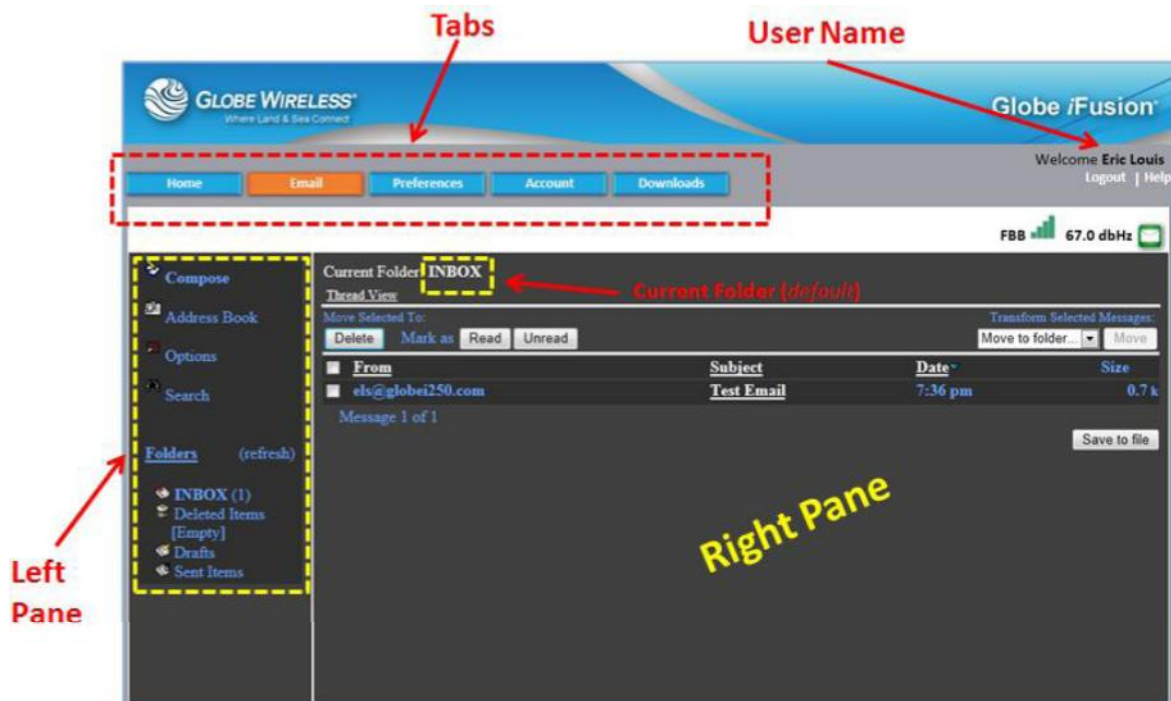 Tabs
User Name
GLOBE WIRELESS
Where Land & Sea Connect
Globe iFusion
Welcome Eric Louis
Logout | Help
Home Email Preferences Account Downloads
FBB 67.0 dbHz
Compose
Address Book
Options
Search
Folders (refresh)
INBOX (1)
Deleted Items
[Empty]
Drafts
Sent Items
Left
Pane
Current Folder INBOX
Current Folder (default)
Thread View
Move Selected To: Transform Selected Messages:
Delete Mark as Read Unread Move to folder... Move
From Subject Date Size
els@globei250.com Test Email 7:36 pm 0.7 k
Message 1 of 1
Save to file
Right Pane